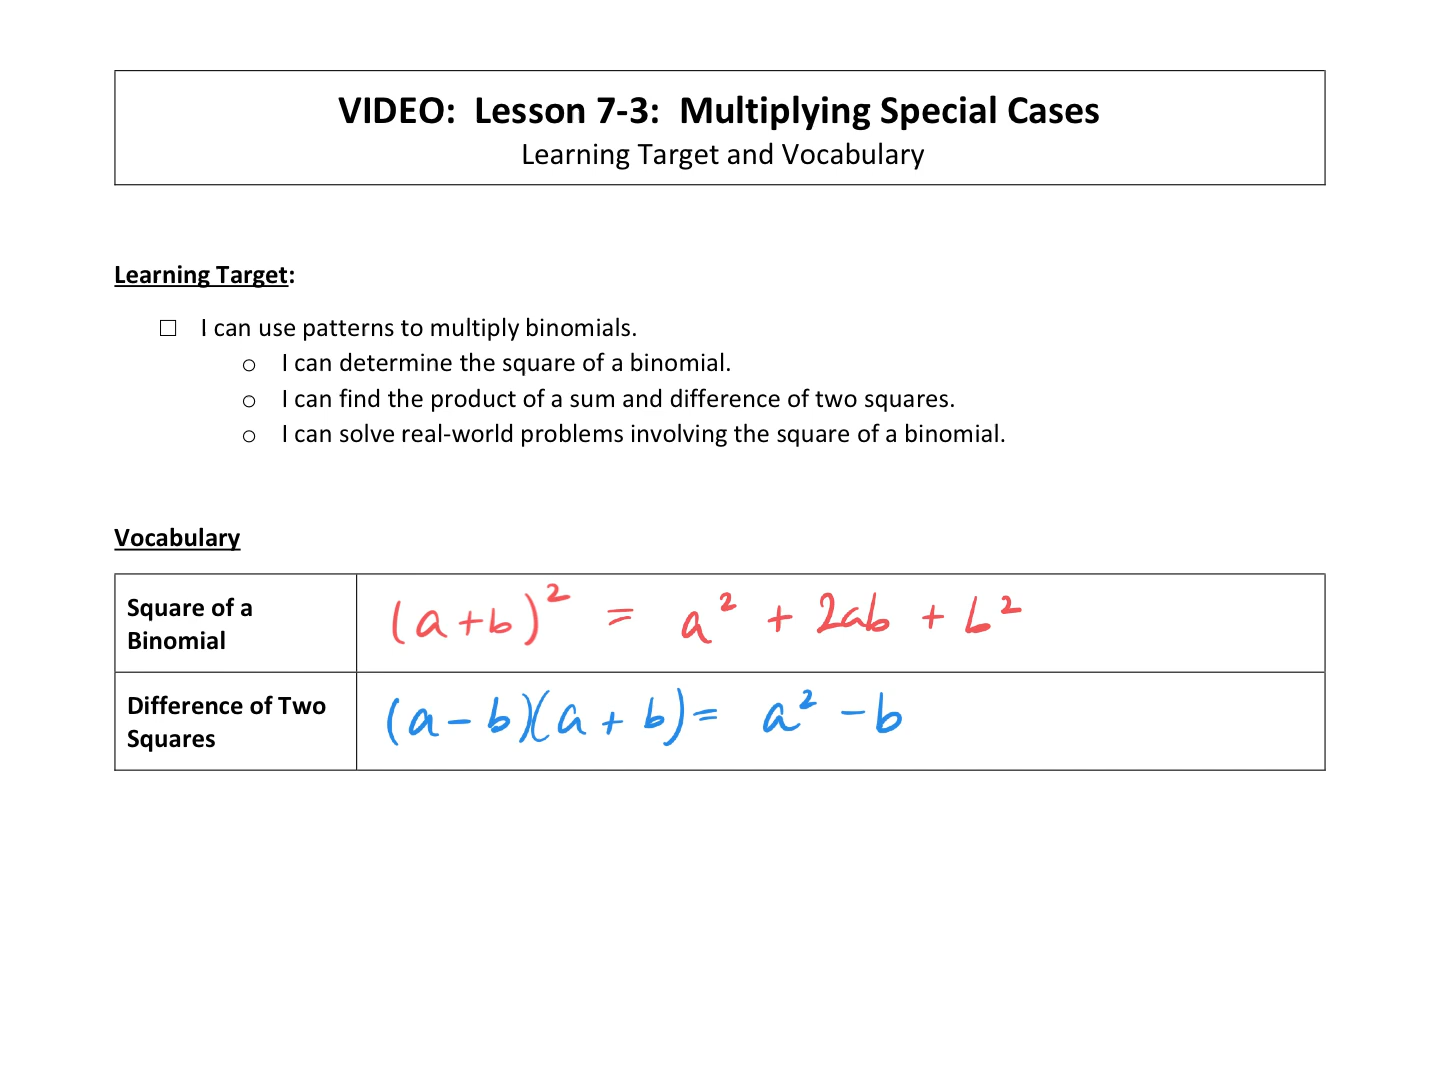 VIDEO: Lesson 7-3: Multiplying Special Cases
Learning Target and Vocabulary
Learning Target:
☐ I can use patterns to multiply binomials.
○ I can determine the square of a binomial.
○ I can find the product of a sum and difference of two squares.
○ I can solve real-world problems involving the square of a binomial.
Vocabulary
Square of a
Binomial
(a+b)² = a² + 2ab + b²
Difference of Two
Squares
(a-b)(a+b)= a² -b